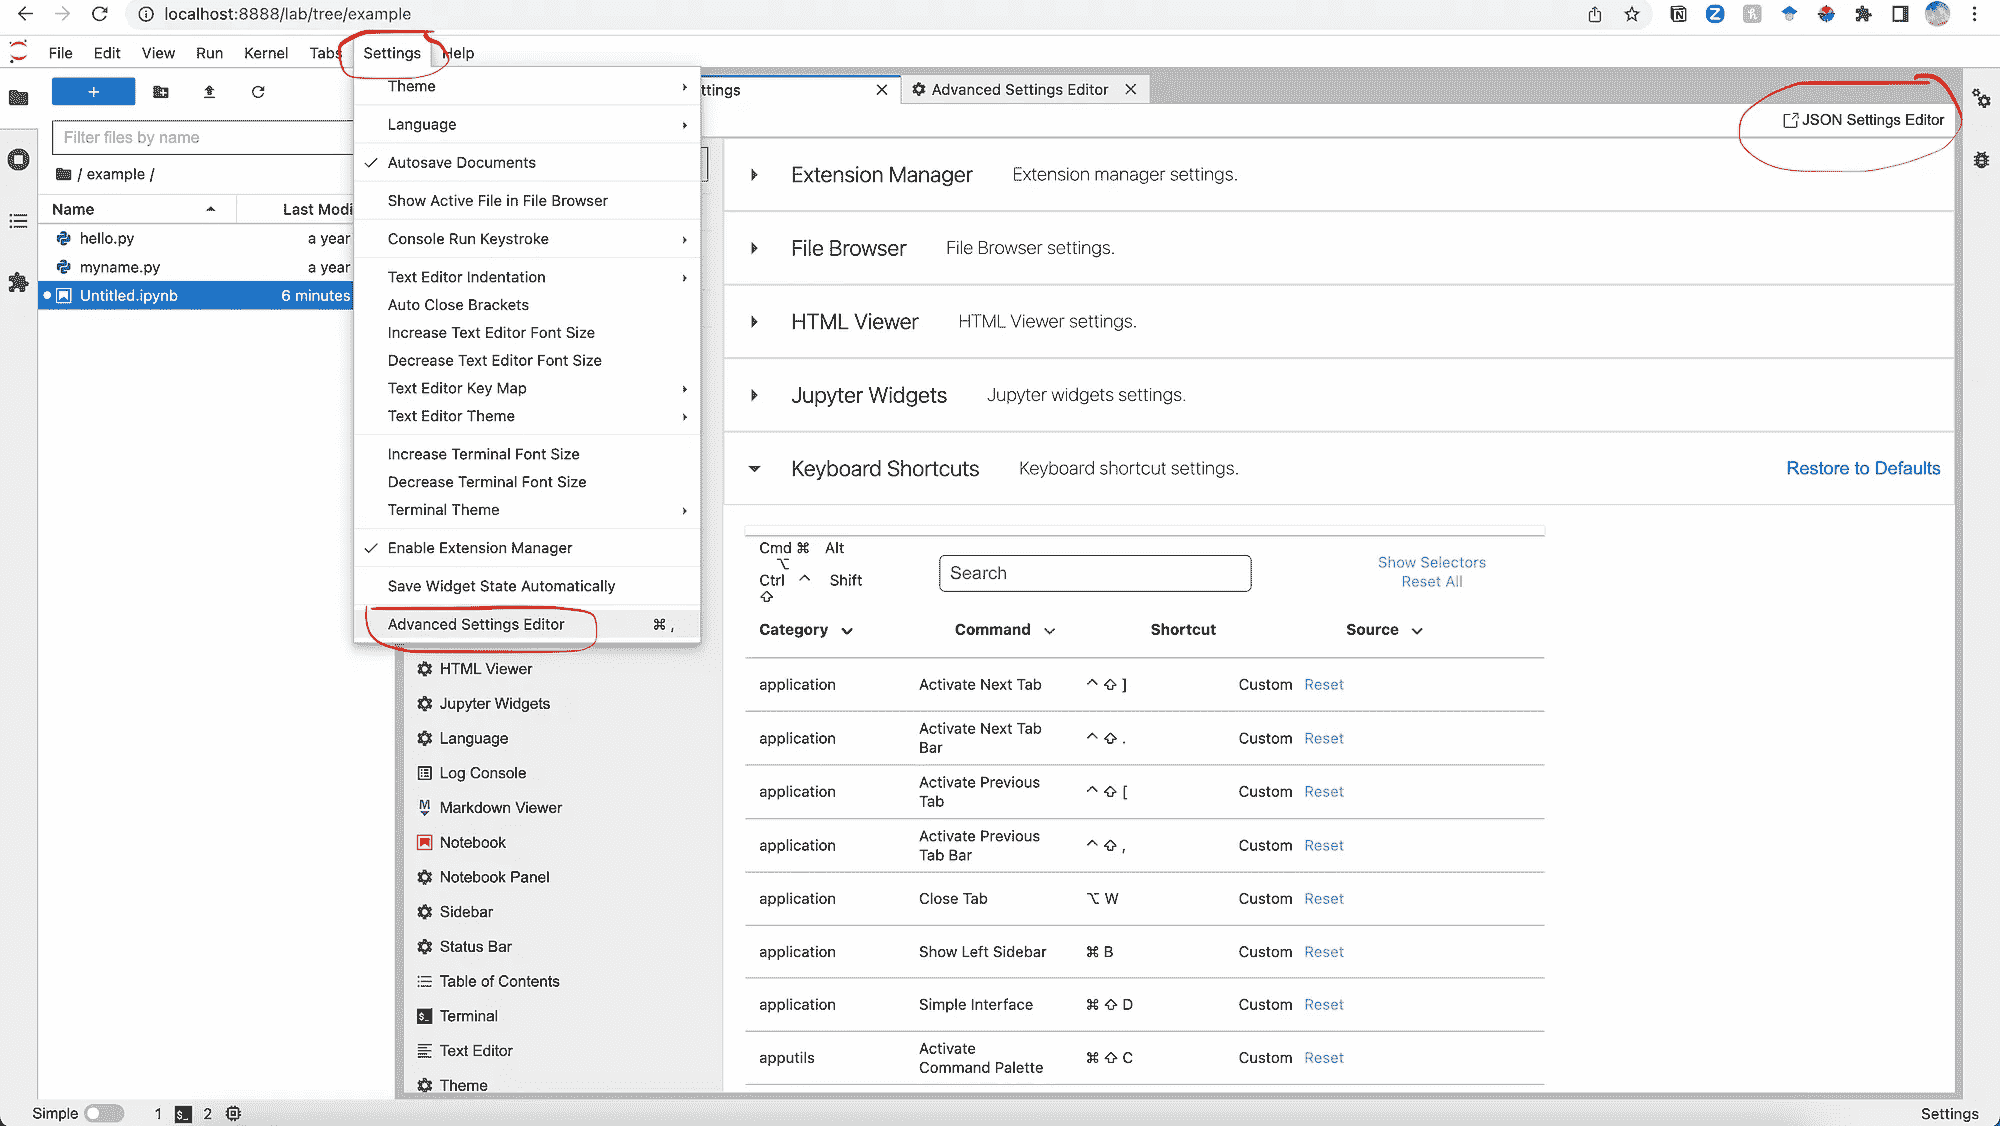 localhost:8888/lab/tree/example
File Edit View Run Kernel Tabs Settings Help
+
Filter files by name
/ example /
Name Last Modi
hello.py a year
myname.py a year
Untitled.ipynb 6 minutes
Theme
Language
Autosave Documents
Show Active File in File Browser
Console Run Keystroke
Text Editor Indentation
Auto Close Brackets
Increase Text Editor Font Size
Decrease Text Editor Font Size
Text Editor Key Map
Text Editor Theme
Increase Terminal Font Size
Decrease Terminal Font Size
Terminal Theme
Enable Extension Manager
Save Widget State Automatically
Advanced Settings Editor ⌘ ,
HTML Viewer
Jupyter Widgets
Language
Log Console
Markdown Viewer
Notebook
Notebook Panel
Sidebar
Status Bar
Table of Contents
Terminal
Text Editor
Theme
ttings
Advanced Settings Editor
JSON Settings Editor
Extension Manager Extension manager settings.
File Browser File Browser settings.
HTML Viewer HTML Viewer settings.
Jupyter Widgets Jupyter widgets settings.
Keyboard Shortcuts Keyboard shortcut settings. Restore to Defaults
Cmd ⌘ Alt
⌥
Ctrl ^ Shift
⇧
Search
Show Selectors
Reset All
Category Command Shortcut Source
application Activate Next Tab ^ ⇧ ] Custom Reset
application Activate Next Tab Bar ^ ⇧ . Custom Reset
application Activate Previous Tab ^ ⇧ [ Custom Reset
application Activate Previous Tab Bar ^ ⇧ , Custom Reset
application Close Tab ⌥ W Custom Reset
application Show Left Sidebar ⌘ B Custom Reset
application Simple Interface ⌘ ⇧ D Custom Reset
apputils Activate Command Palette ⌘ ⇧ C Custom Reset
Simple 1 $_ 2 Settings